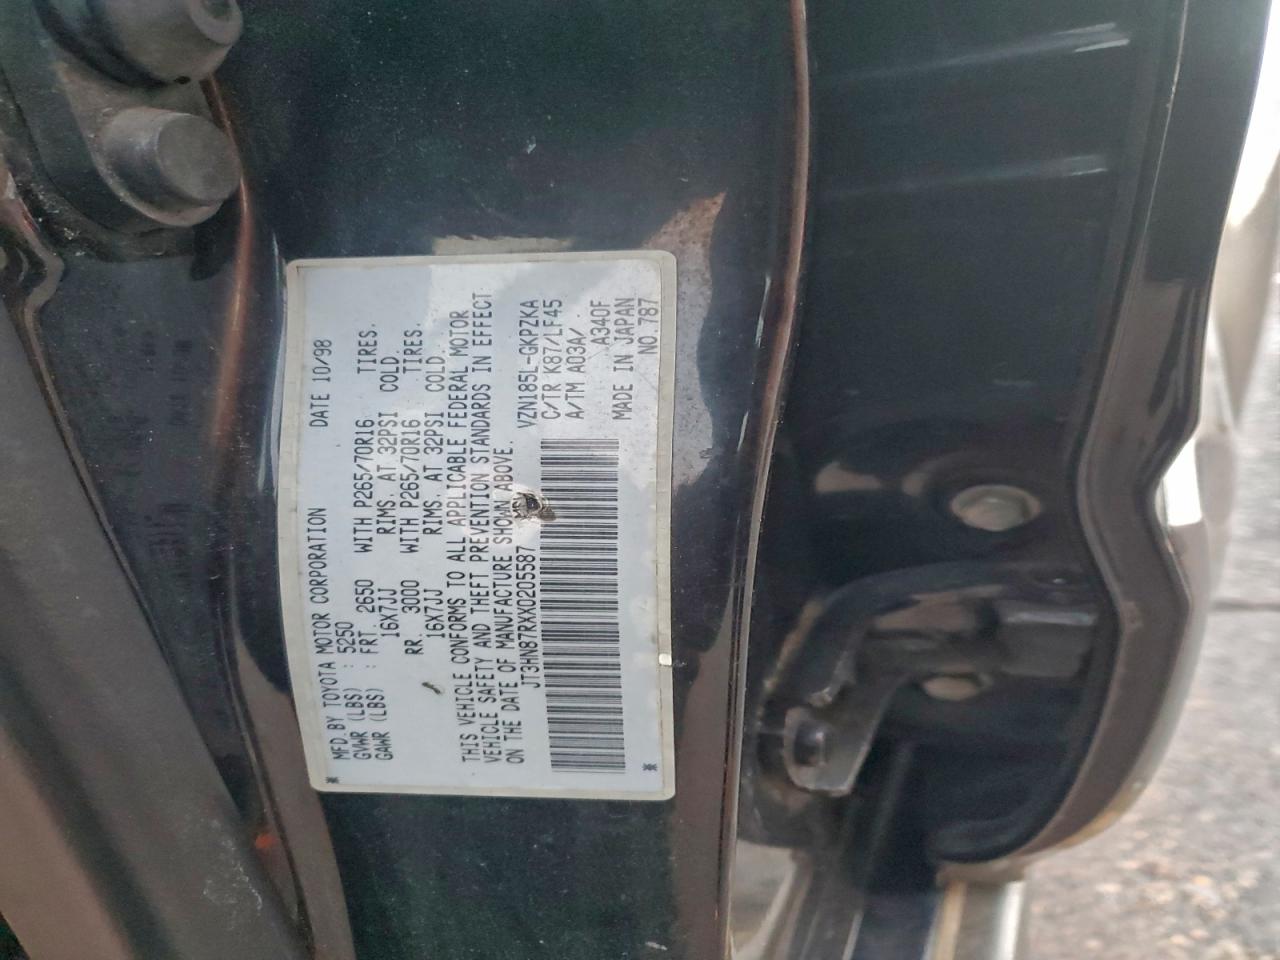 MFD. BY TOYOTA MOTOR CORPORATION DATE 10/98
GVWR (LBS) : 5250
GAWR (LBS) : FRT. 2650 WITH P265/70R16 TIRES.
16X7JJ RIMS. AT 32PSI COLD
RR. 3000 WITH P265/70R16 TIRES.
16X7JJ RIMS. AT 32PSI COLD.
THIS VEHICLE CONFORMS TO ALL APPLICABLE FEDERAL MOTOR
VEHICLE SAFETY AND THEFT PREVENTION STANDARDS IN EFFECT
ON THE DATE OF MANUFACTURE SHOWN ABOVE.
JT3HN87RXX0205587
VZN185L-GKPZKA
C/TR K87/LF45
A/TM A03A/
A340F
MADE IN JAPAN
NO. 787